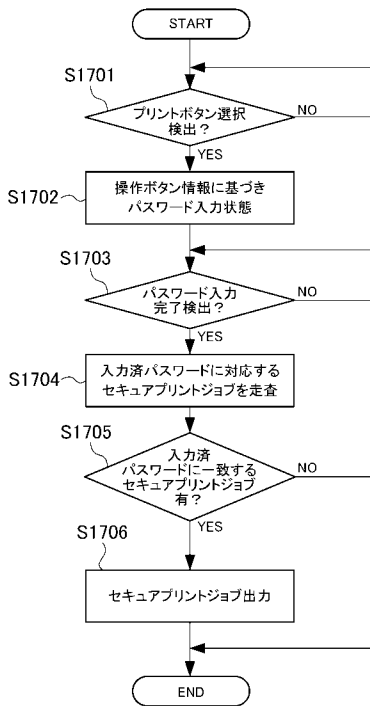 START
S1701
プリントボタン選択
検出？
NO
YES
S1702
操作ボタン情報に基づき
パスワード入力状態
S1703
パスワード入力
完了検出？
NO
YES
S1704
入力済パスワードに対応する
セキュアプリントジョブを走査
S1705
入力済
パスワードに一致する
セキュアプリントジョブ
有？
NO
YES
S1706
セキュアプリントジョブ出力
END